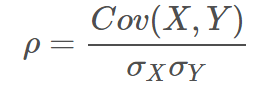 ρ = Cov(X, Y) / σ_X σ_Y